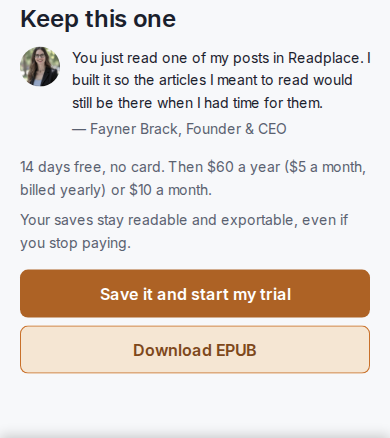 Keep this one
You just read one of my posts in Readplace. I
built it so the articles I meant to read would
still be there when I had time for them.
— Fayner Brack, Founder & CEO
14 days free, no card. Then $60 a year ($5 a month,
billed yearly) or $10 a month.
Your saves stay readable and exportable, even if
you stop paying.
Save it and start my trial
Download EPUB